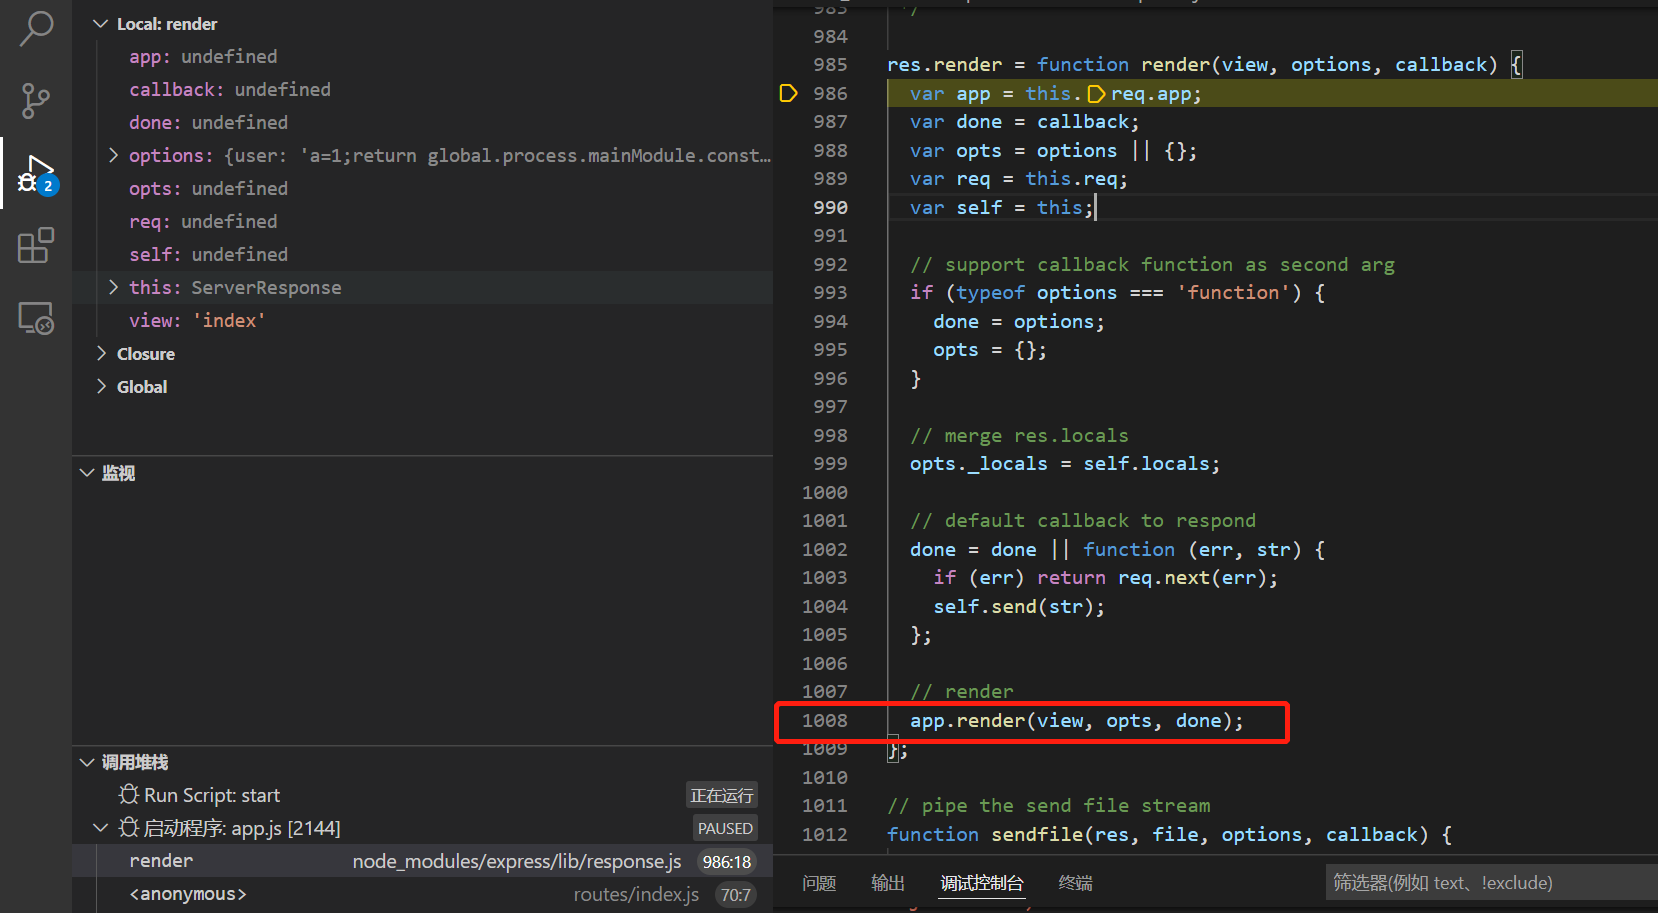 Local: render
app: undefined
callback: undefined
done: undefined
options: {user: 'a=1;return global.process.mainModule.const…
opts: undefined
req: undefined
self: undefined
this: ServerResponse
view: 'index'
Closure
Global
2
监视
调用堆栈
Run Script: start 正在运行
启动程序: app.js [2144] PAUSED
render node_modules/express/lib/response.js 986:18
<anonymous> routes/index.js 70:7
983 */
984
985 res.render = function render(view, options, callback) {
986 var app = this.req.app;
987 var done = callback;
988 var opts = options || {};
989 var req = this.req;
990 var self = this;
991
992 // support callback function as second arg
993 if (typeof options === 'function') {
994 done = options;
995 opts = {};
996 }
997
998 // merge res.locals
999 opts._locals = self.locals;
1000
1001 // default callback to respond
1002 done = done || function (err, str) {
1003 if (err) return req.next(err);
1004 self.send(str);
1005 };
1006
1007 // render
1008 app.render(view, opts, done);
1009 };
1010
1011 // pipe the send file stream
1012 function sendfile(res, file, options, callback) {
问题 输出 调试控制台 终端 筛选器(例如 text、!exclude)